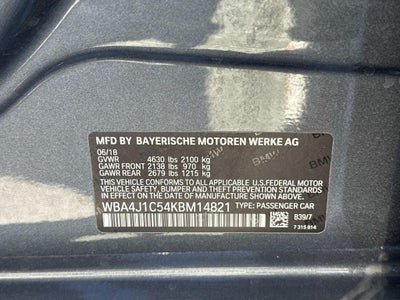 MFD BY BAYERISCHE MOTOREN WERKE AG
06/18
GVWR 4630 lbs 2100 kg
GAWR FRONT 2138 lbs 970 kg
GAWR REAR 2679 lbs 1215 kg
THIS VEHICLE CONFORMS TO ALL APPLICABLE U.S. FEDERAL MOTOR
VEHICLE SAFETY, BUMPER AND THEFT PREVENTION STANDARDS
IN EFFECT ON THE DATE OF MANUFACTURE SHOWN ABOVE.
WBA4J1C54KBM14821 TYPE: PASSENGER CAR
B39/7
7 315 814
BMW